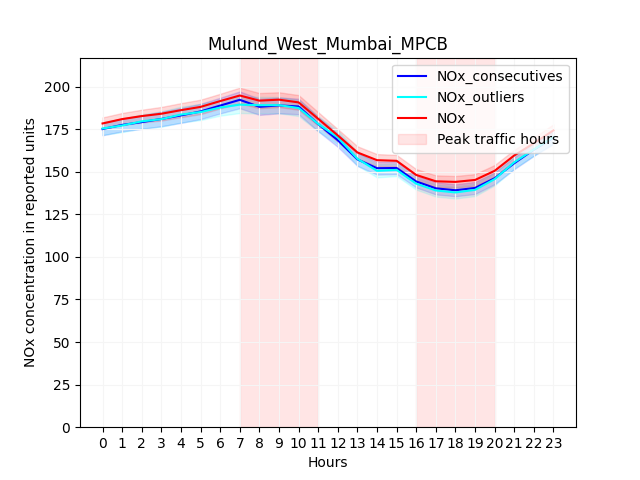 Mulund_West_Mumbai_MPCB
NOx_consecutives
NOx_outliers
NOx
Peak traffic hours
NOx concentration in reported units
200
175
150
125
100
75
50
25
0
0 1 2 3 4 5 6 7 8 9 10 11 12 13 14 15 16 17 18 19 20 21 22 23
Hours